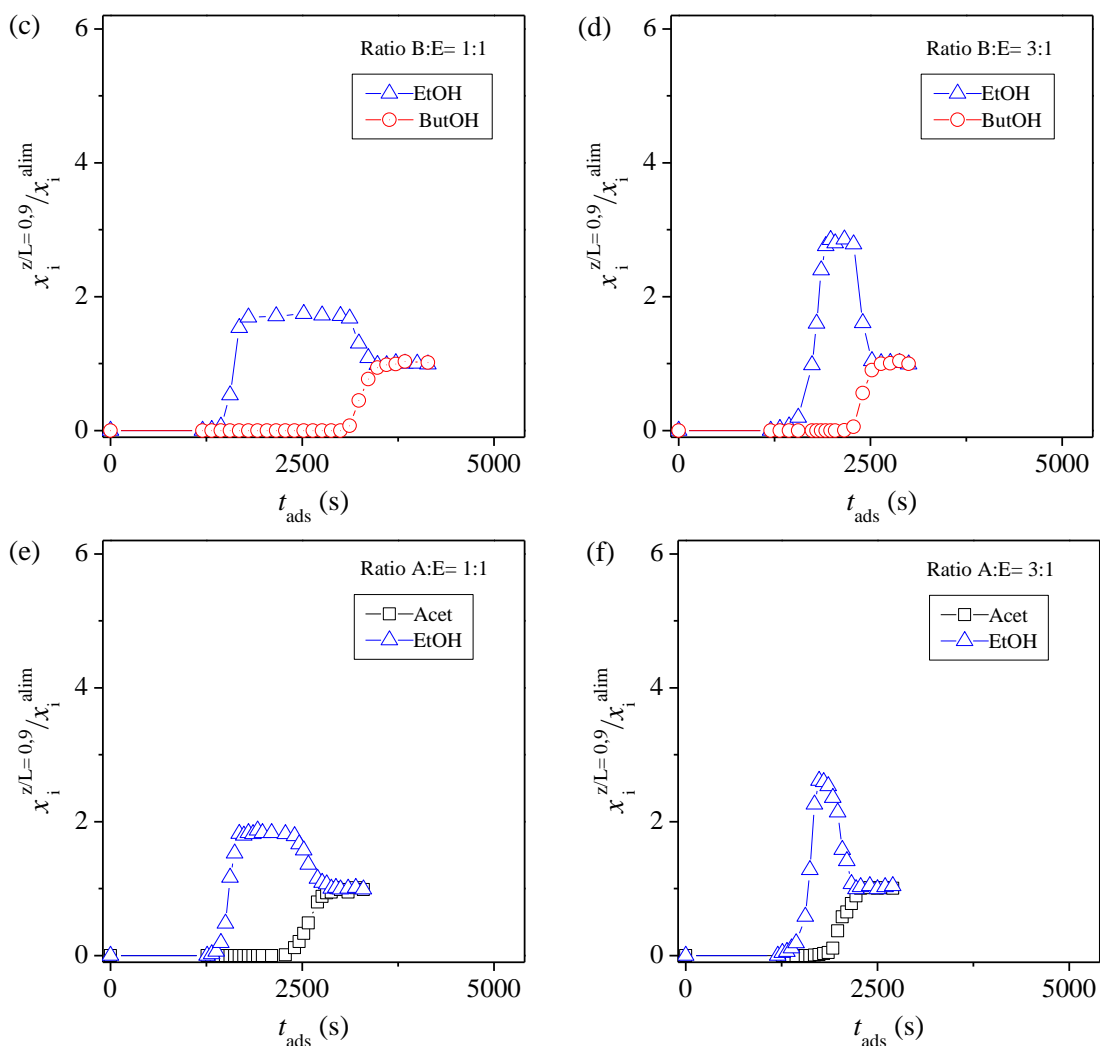 (c)
Ratio B:E= 1:1
EtOH
ButOH
6
4
2
0
x_i^z/L= 0,9/x_i^alim
0
2500
5000
t_ads (s)
(d)
Ratio B:E= 3:1
EtOH
ButOH
6
4
2
0
x_i^z/L= 0,9/x_i^alim
0
2500
5000
t_ads (s)
(e)
Ratio A:E= 1:1
Acet
EtOH
6
4
2
0
x_i^z/L= 0,9/x_i^alim
0
2500
5000
t_ads (s)
(f)
Ratio A:E= 3:1
Acet
EtOH
6
4
2
0
x_i^z/L= 0,9/x_i^alim
0
2500
5000
t_ads (s)